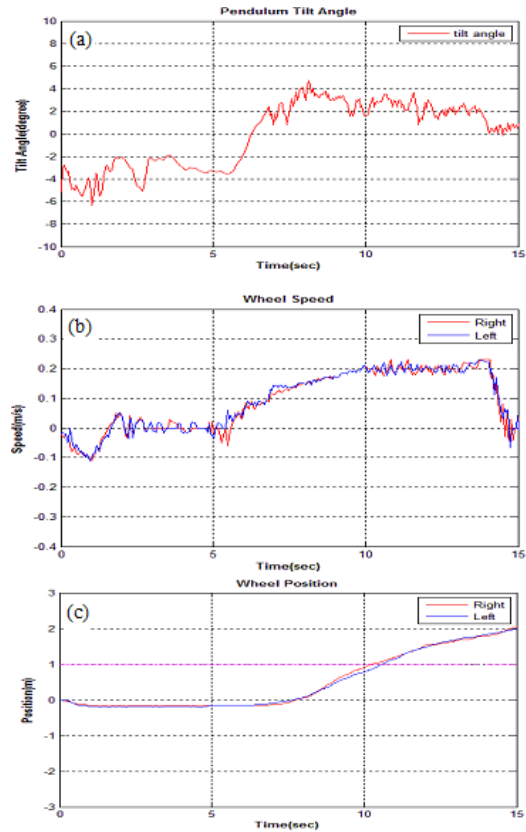 Pendulum Tilt Angle
(a)
tilt angle
10
8
6
4
2
0
-2
-4
-6
-8
-10
Tilt Angle(degree)
0
5
10
15
Time(sec)
Wheel Speed
(b)
Right
Left
0.4
0.3
0.2
0.1
0
-0.1
0.2
-0.3
-0.4
Speed(m/s)
0
5
10
15
Time(sec)
Wheel Position
(c)
Right
Left
3
2
1
0
-1
-2
-3
Position(m)
0
5
10
15
Time(sec)